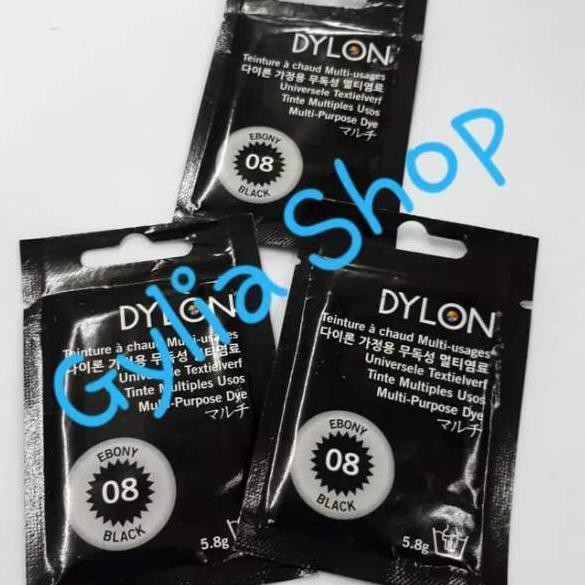 DYLON
Teinture à chaud Multi-usages
다이론 가정용 무독성 멀티염료
Universele Textielverf
Tinte Multiples Usos
Multi-Purpose Dye
マルチ
EBONY
08
BLACK
Gylia Shop
DYLON
Teinture à chaud Multi-usages
다이론 가정용 무독성 멀티염료
Universele Textielverf
Tinte Multiples Usos
Multi-Purpose Dye
マルチ
EBONY
08
BLACK
5.8g
DYLON
Teinture à chaud Multi-usages
다이론 가정용 무독성 멀티염료
Universele Textielverf
Tinte Multiples Usos
Multi-Purpose Dye
マルチ
EBONY
08
BLACK
5.8g